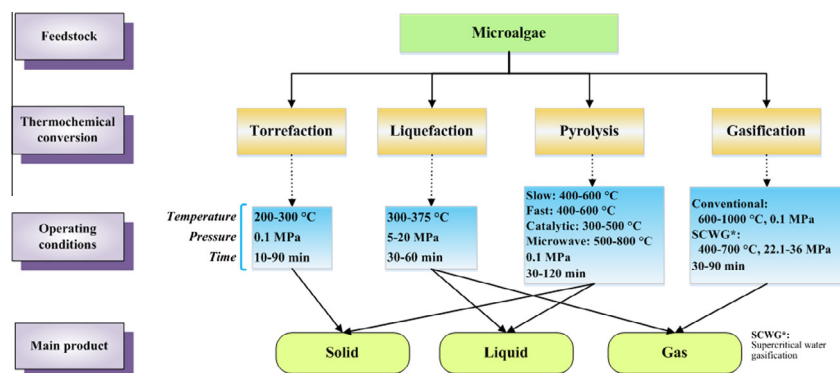 Feedstock
Microalgae
Thermochemical
conversion
Torrefaction
Liquefaction
Pyrolysis
Gasification
Operating
conditions
Temperature
Pressure
Time
200-300 °C
0.1 MPa
10-90 min
300-375 °C
5-20 MPa
30-60 min
Slow: 400-600 °C
Fast: 400-600 °C
Catalytic: 300-500 °C
Microwave: 500-800 °C
0.1 MPa
30-120 min
Conventional:
600-1000 °C, 0.1 MPa
SCWG*:
400-700 °C, 22.1-36 MPa
30-90 min
Main product
Solid
Liquid
Gas
SCWG*:
Supercritical water
gasification